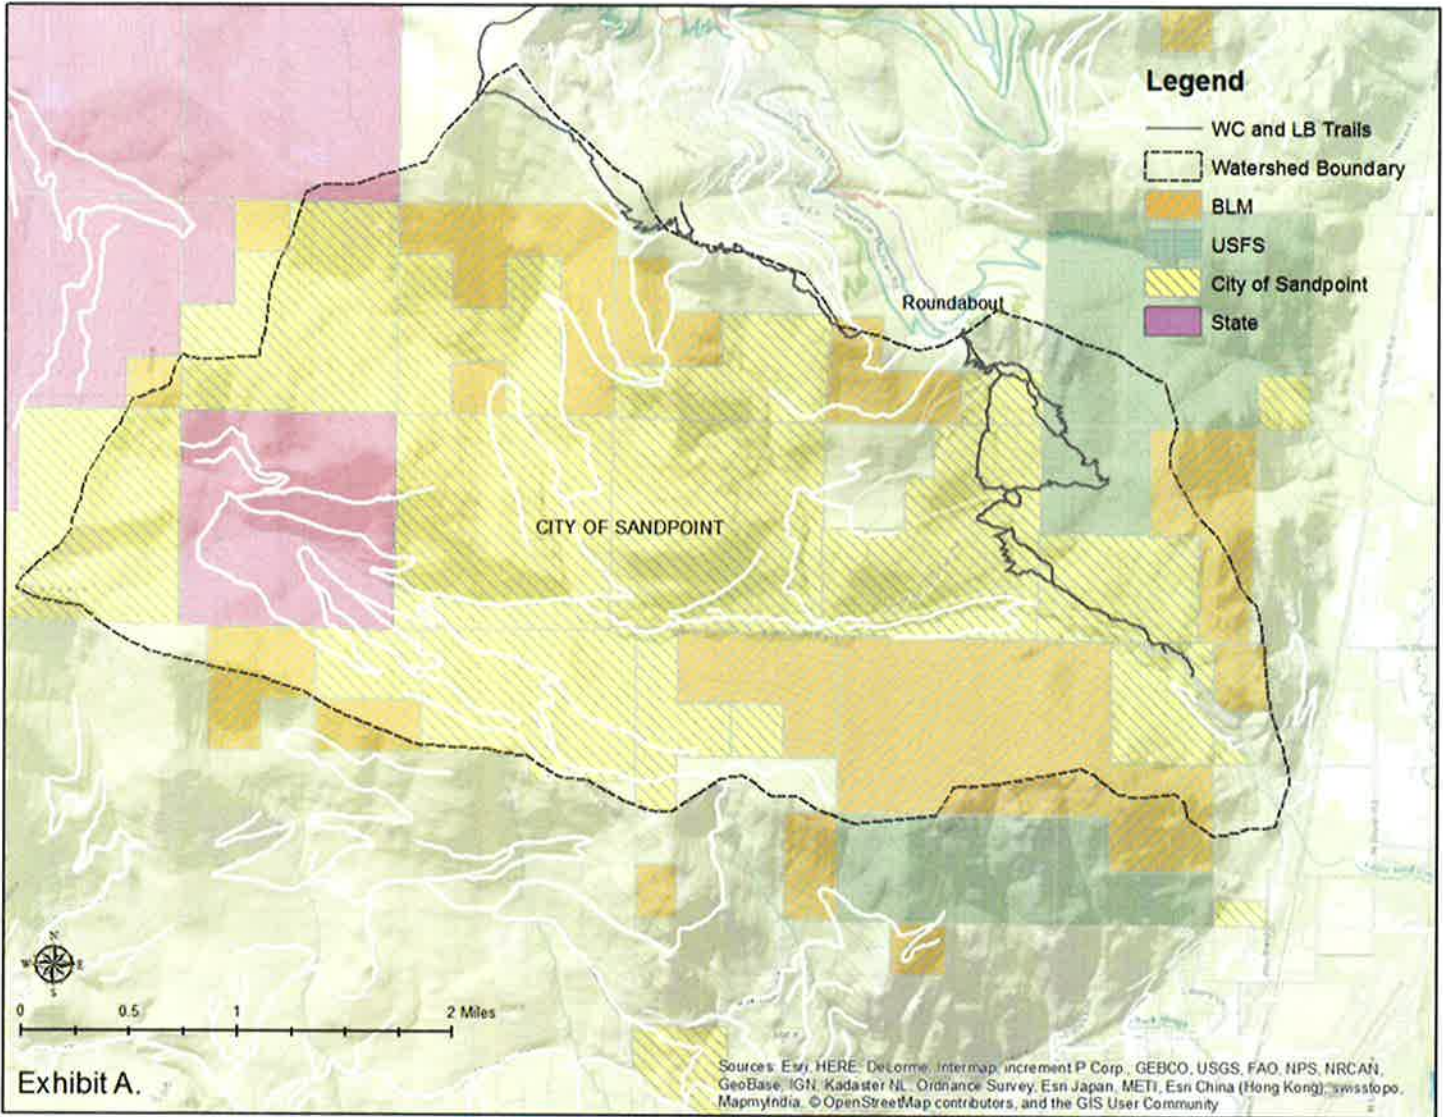 Legend
WC and LB Trails
Watershed Boundary
BLM
USFS
City of Sandpoint
State
Roundabout
CITY OF SANDPOINT
N
W E
S
0 0.5 1 2 Miles
Exhibit A.
Sources: Esri, HERE, DeLorme, Intermap, increment P Corp., GEBCO, USGS, FAO, NPS, NRCAN,
GeoBase, IGN, Kadaster NL, Ordnance Survey, Esri Japan, METI, Esri China (Hong Kong), swisstopo,
MapmyIndia, © OpenStreetMap contributors, and the GIS User Community